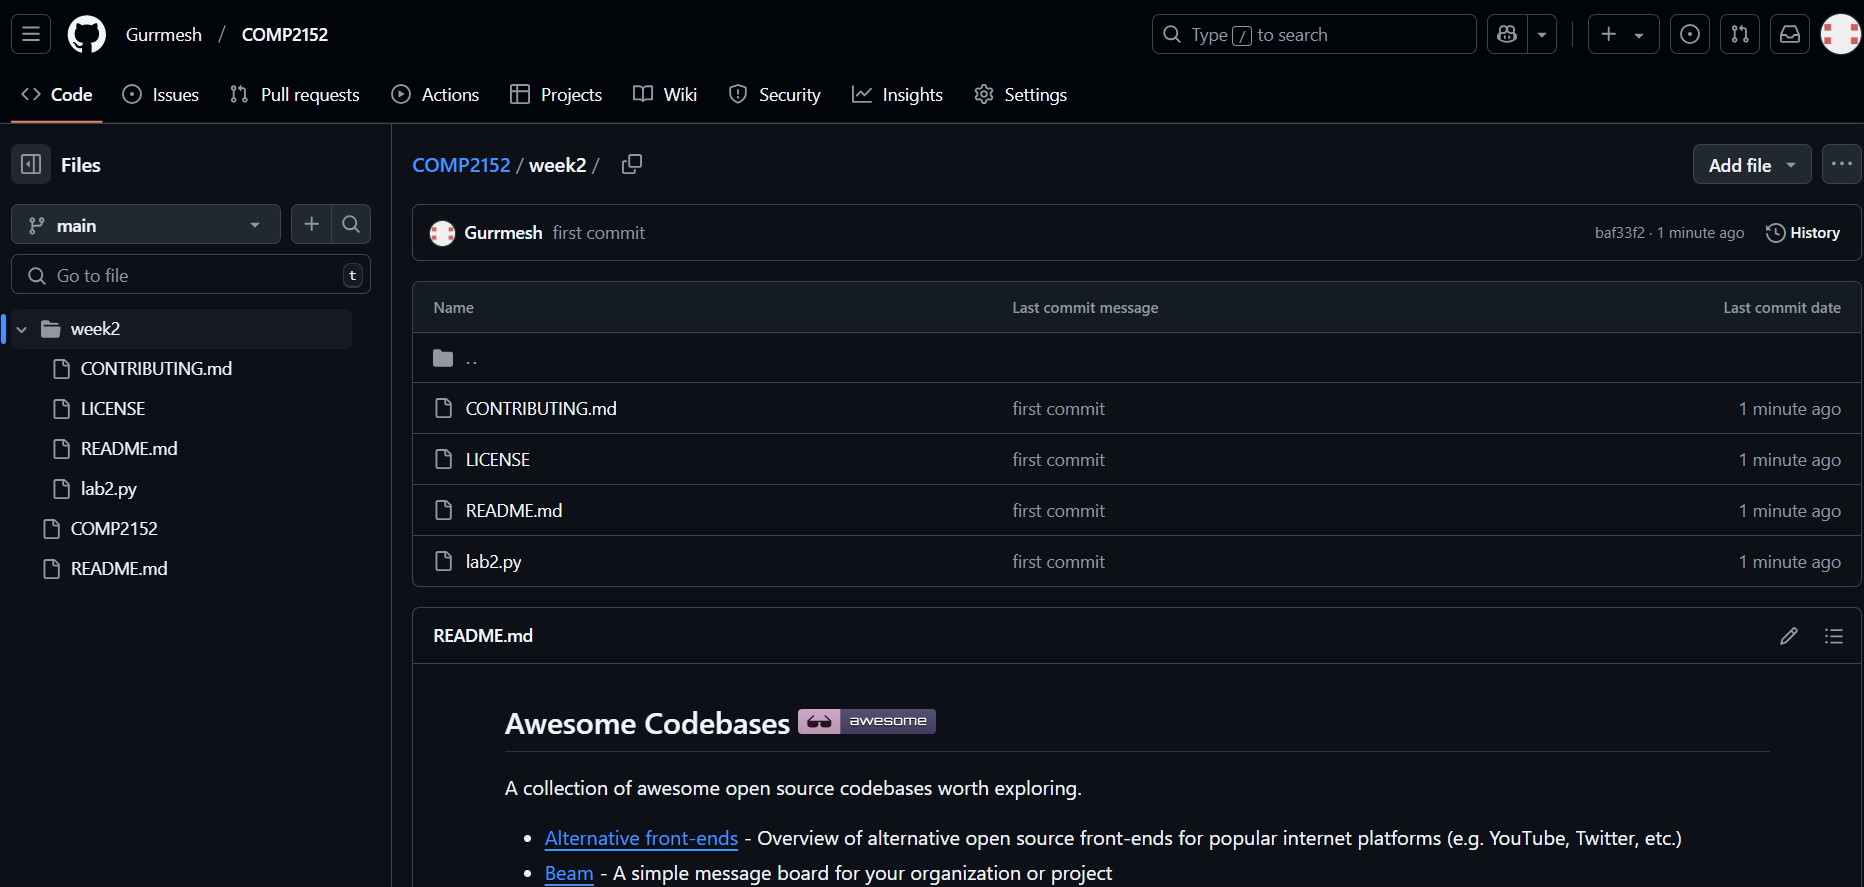 Gurrmesh / COMP2152
Type / to search
Code Issues Pull requests Actions Projects Wiki Security Insights Settings
Files
main
Go to file t
week2
CONTRIBUTING.md
LICENSE
README.md
lab2.py
COMP2152
README.md
COMP2152 / week2 /
Add file
Gurrmesh first commit baf33f2 · 1 minute ago History
Name Last commit message Last commit date
..
CONTRIBUTING.md first commit 1 minute ago
LICENSE first commit 1 minute ago
README.md first commit 1 minute ago
lab2.py first commit 1 minute ago
README.md
Awesome Codebases awesome
A collection of awesome open source codebases worth exploring.
• Alternative front-ends - Overview of alternative open source front-ends for popular internet platforms (e.g. YouTube, Twitter, etc.)
• Beam - A simple message board for your organization or project